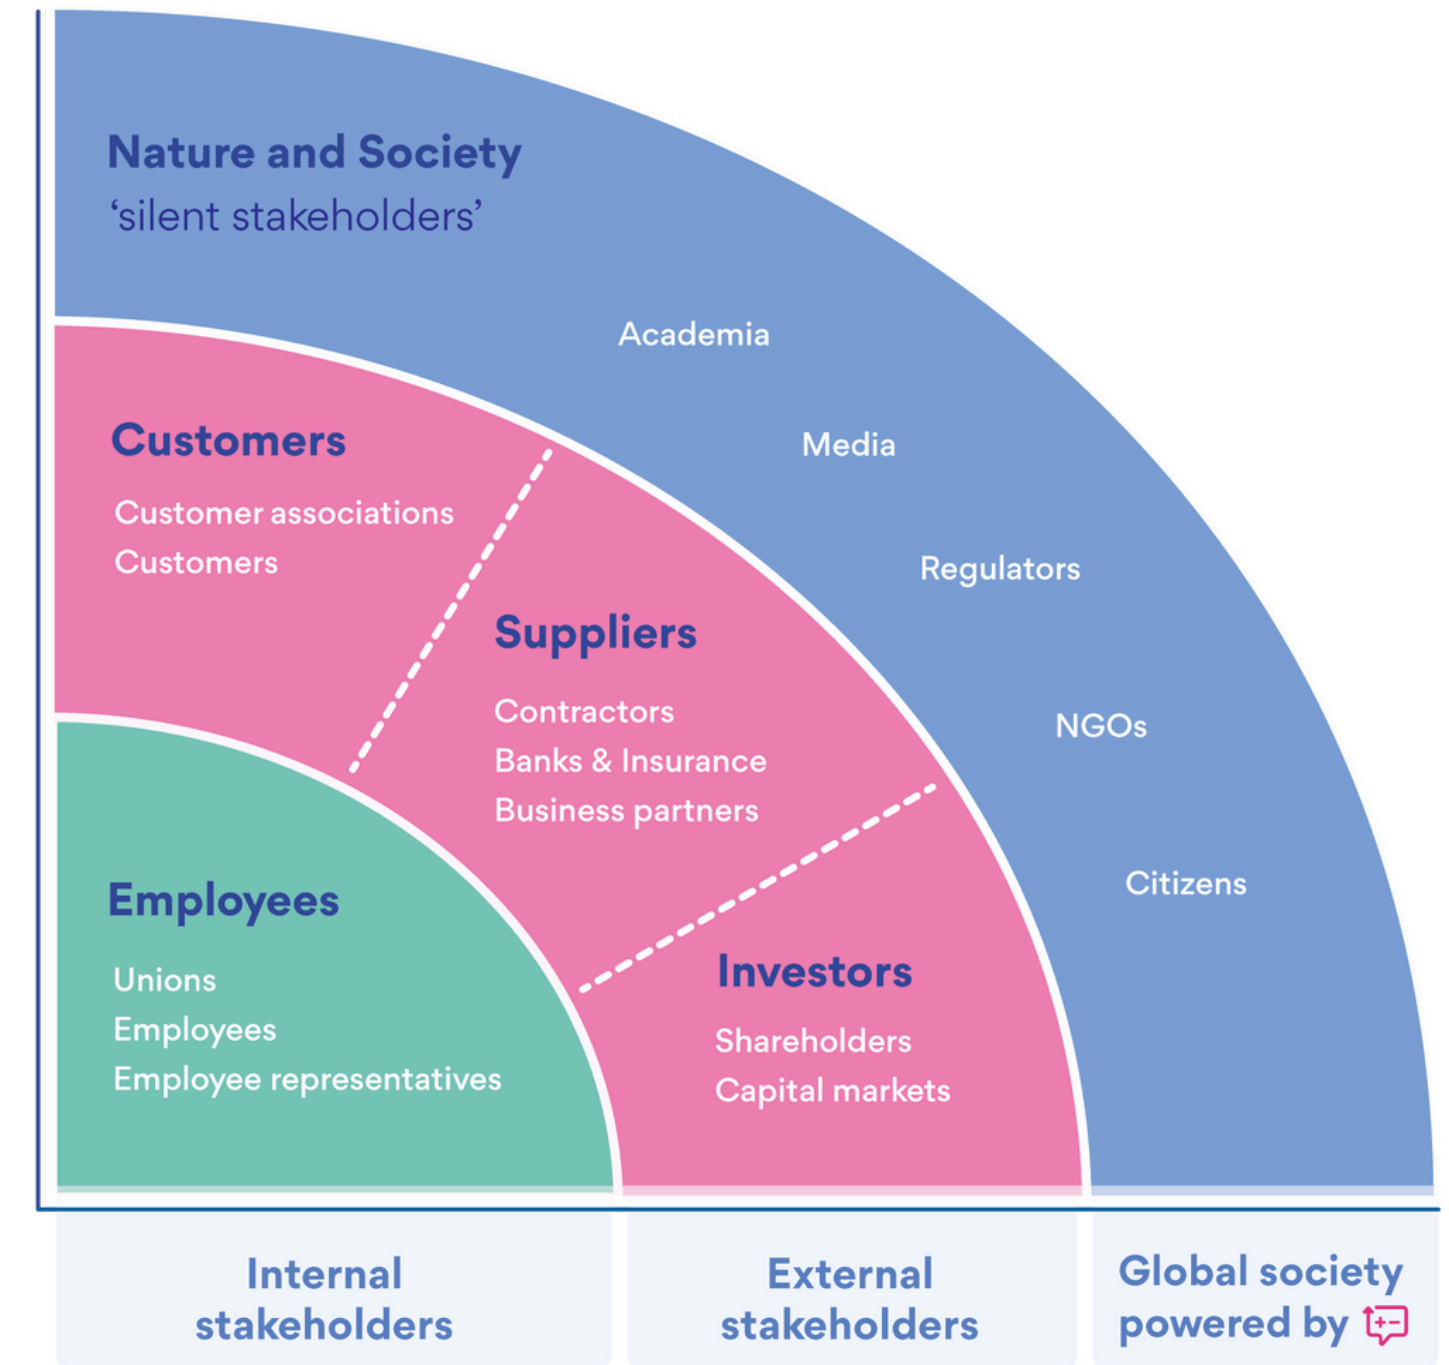 Nature and Society
‘silent stakeholders’
Academia
Media
Regulators
NGOs
Citizens
Customers
Customer associations
Customers
Suppliers
Contractors
Banks & Insurance
Business partners
Investors
Shareholders
Capital markets
Employees
Unions
Employees
Employee representatives
Internal
stakeholders
External
stakeholders
Global society
powered by